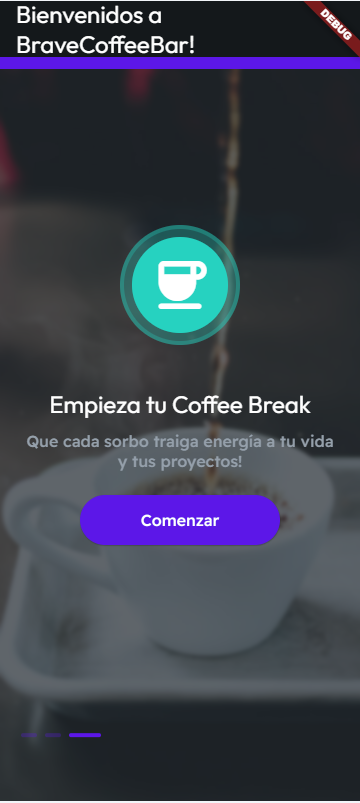 Bienvenidos a
BraveCoffeeBar!
DEBUG
Empieza tu Coffee Break
Que cada sorbo traiga energía a tu vida
y tus proyectos!
Comenzar